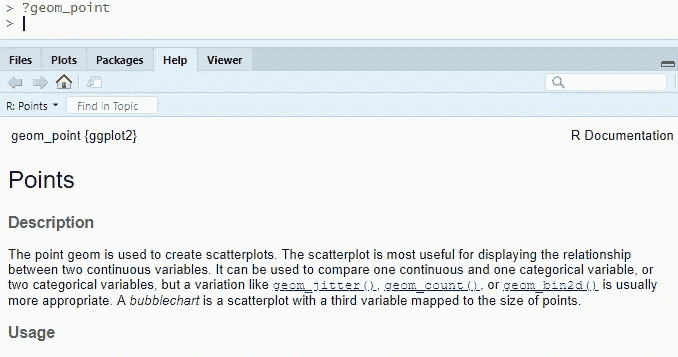 > ?geom_point
>
Files Plots Packages Help Viewer
R: Points Find in Topic
geom_point {ggplot2} R Documentation
Points
Description
The point geom is used to create scatterplots. The scatterplot is most useful for displaying the relationship
between two continuous variables. It can be used to compare one continuous and one categorical variable, or
two categorical variables, but a variation like geom_jitter(), geom_count(), or geom_bin2d() is usually
more appropriate. A bubblechart is a scatterplot with a third variable mapped to the size of points.
Usage